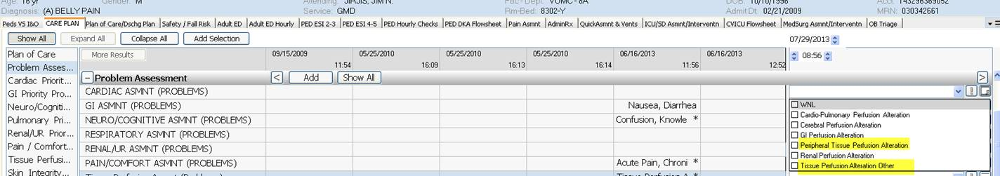 Age: 16 yr Gender: M Attending: JIRJIS, JIM N. Fac - Dept: VUMC - 8A DOB: 10/10/1996 Acct: 143296369052
Diagnosis: (A) BELLY PAIN Service: GMD Rm-Bed: 8302-Y Admit Dt: 02/21/2009 MRN: 030342661
Peds VS I&O CARE PLAN Plan of Care/Dschg Plan Safety / Fall Risk Adult ED Adult ED Hourly PED ESI 2-3 PED ESI 4-5 PED Hourly Checks PED DKA Flowsheet Pain Asmnt AdminRx QuickAsmnt & Vents ICU/SD Asmnt/Interventn CVICU Flowsheet MedSurg Asmnt/Interventn OB Triage
Show All Expand All Collapse All Add Selection 07/29/2013
Plan of Care More Results 09/15/2009 05/25/2010 05/25/2010 05/25/2010 06/16/2013 06/16/2013 08:56
Problem Asses... 11:54 16:09 16:13 16:14 11:56 12:52
Cardiac Priorit... − Problem Assessment < Add Show All >
GI Priority Pro... CARDIAC ASMNT (PROBLEMS)
Neuro/Cogniti... GI ASMNT (PROBLEMS) Nausea, Diarrhea WNL
Pulmonary Pri... NEURO/COGNITIVE ASMNT (PROBLEMS) Confusion, Knowle * Cardio-Pulmonary Perfusion Alteration
Cerebral Perfusion Alteration
Renal/UR Prior... RESPIRATORY ASMNT (PROBLEMS) GI Perfusion Alteration
Pain / Comfort... RENAL/UR ASMNT (PROBLEMS) Peripheral Tissue Perfusion Alteration
Renal Perfusion Alteration
Tissue Perfusi... PAIN/COMFORT ASMNT (PROBLEMS) Acute Pain, Chroni * Tissue Perfusion Alteration Other
Skin Integrity